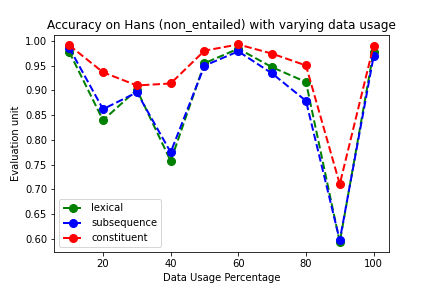 Accuracy on Hans (non_entailed) with varying data usage
1.00
0.95
0.90
0.85
0.80
0.75
0.70
0.65
0.60
Evaluation unit
lexical
subsequence
constituent
20 40 60 80 100
Data Usage Percentage